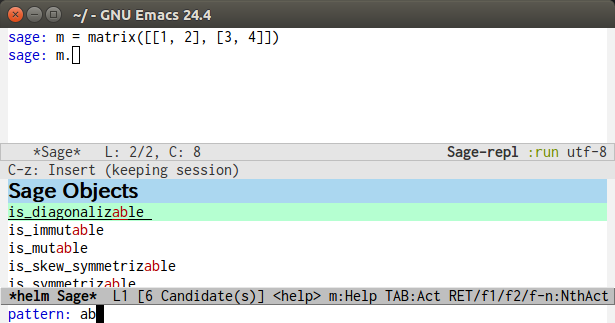 ~/ - GNU Emacs 24.4
sage: m = matrix([[1, 2], [3, 4]])
sage: m.
*Sage* L: 2/2, C: 8 Sage-repl :run utf-8
C-z: Insert (keeping session)
Sage Objects
is_diagonalizable
is_immutable
is_mutable
is_skew_symmetrizable
is_symmetrizable
*helm Sage* L1 [6 Candidate(s)] <help> m:Help TAB:Act RET/f1/f2/f-n:NthAct
pattern: ab